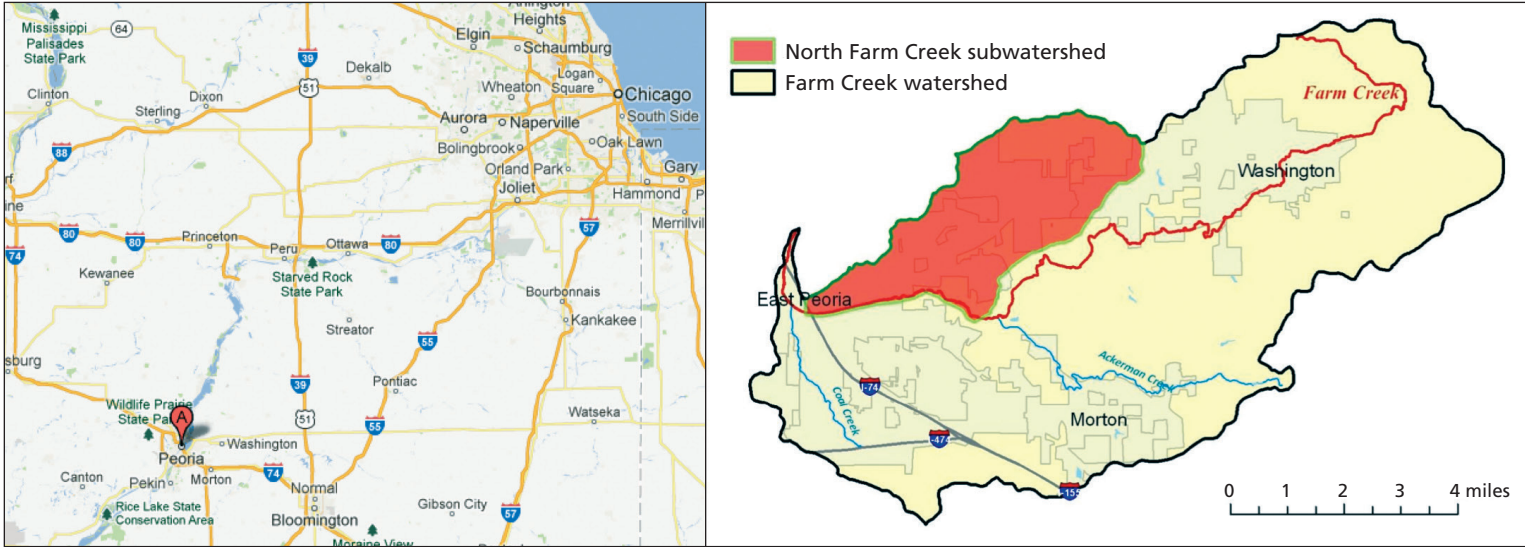 Mississippi
Palisades
State Park
64
Arlington
Heights
Elgin
Schaumburg
39
Dekalb
51
Logan
Square
Wheaton
Chicago
Clinton
Dixon
Sterling
Aurora
Naperville
South Side
Bolingbrook
Oak Lawn
88
Orland Park
Gary
Joliet
Hammond
80
80
Princeton
Peru
Ottawa
80
57
Merrillvil
74
Kewanee
Starved Rock
State Park
Bourbonnais
Streator
Kankakee
55
sburg
39
Pontiac
Wildlife Prairie
State Park
A
51
55
Watseka
Washington
Peoria
Canton
Pekin
Morton
74
Normal
Gibson City
Rice Lake State
Conservation Area
Bloomington
57
Moraine View
North Farm Creek subwatershed
Farm Creek watershed
Farm Creek
Washington
East Peoria
Ackerman Creek
I-74
Coal Creek
Morton
I-474
I-155
0 1 2 3 4 miles